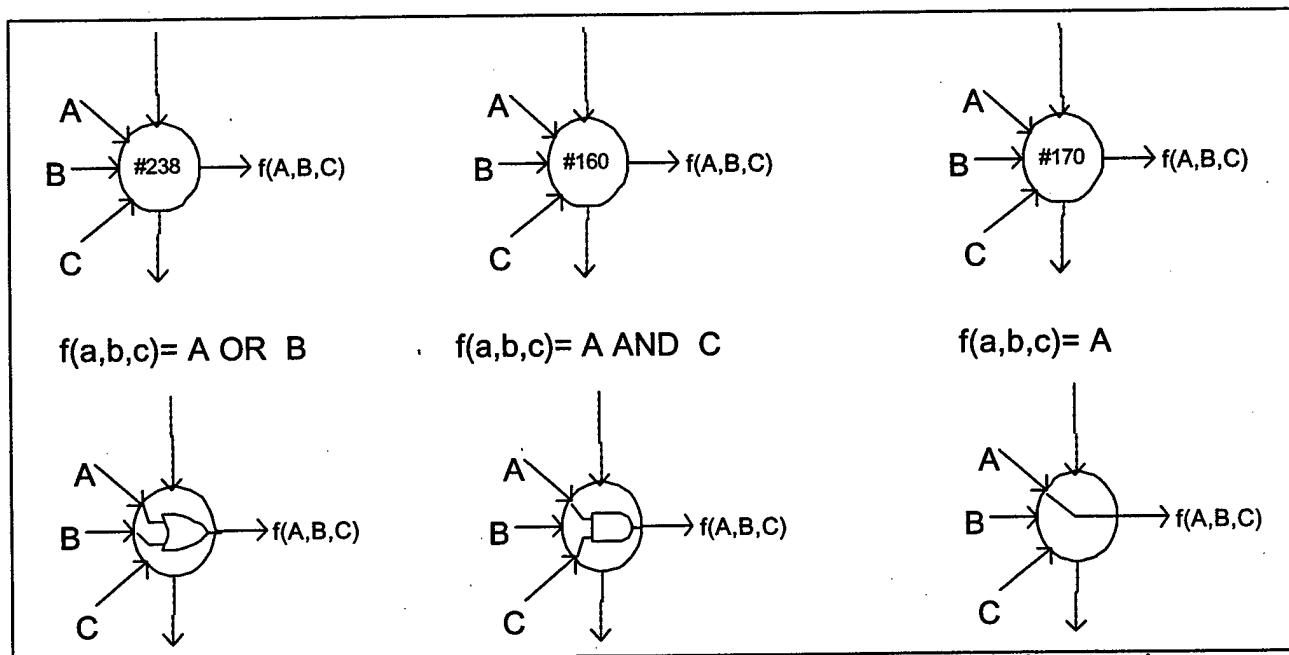 A
B
C
#238
f(A,B,C)
A
B
C
#160
f(A,B,C)
A
B
C
#170
f(A,B,C)
f(a,b,c)= A OR B
f(a,b,c)= A AND C
f(a,b,c)= A
A
B
C
f(A,B,C)
A
B
C
f(A,B,C)
A
B
C
f(A,B,C)